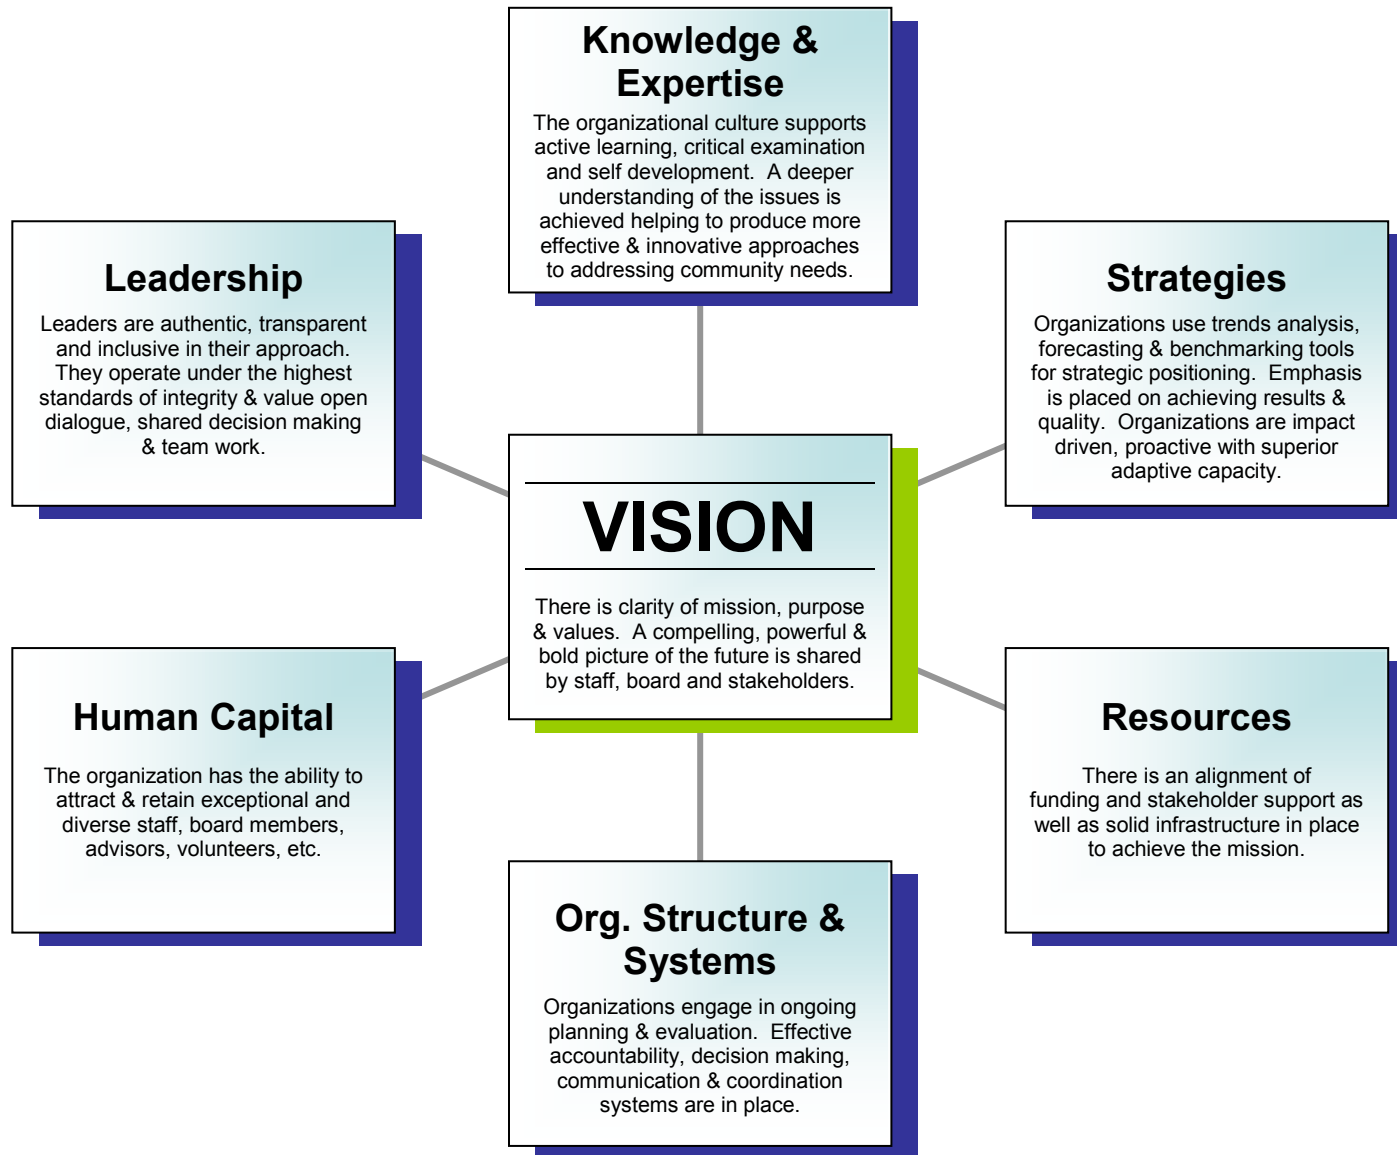 Knowledge &
Expertise
The organizational culture supports
active learning, critical examination
and self development.  A deeper
understanding of the issues is
achieved helping to produce more
effective & innovative approaches
to addressing community needs.
Leadership
Leaders are authentic, transparent
and inclusive in their approach.
They operate under the highest
standards of integrity & value open
dialogue, shared decision making
& team work.
Strategies
Organizations use trends analysis,
forecasting & benchmarking tools
for strategic positioning.  Emphasis
is placed on achieving results &
quality.  Organizations are impact
driven, proactive with superior
adaptive capacity.
VISION
There is clarity of mission, purpose
& values.  A compelling, powerful &
bold picture of the future is shared
by staff, board and stakeholders.
Human Capital
The organization has the ability to
attract & retain exceptional and
diverse staff, board members,
advisors, volunteers, etc.
Resources
There is an alignment of
funding and stakeholder support as
well as solid infrastructure in place
to achieve the mission.
Org. Structure &
Systems
Organizations engage in ongoing
planning & evaluation.  Effective
accountability, decision making,
communication & coordination
systems are in place.